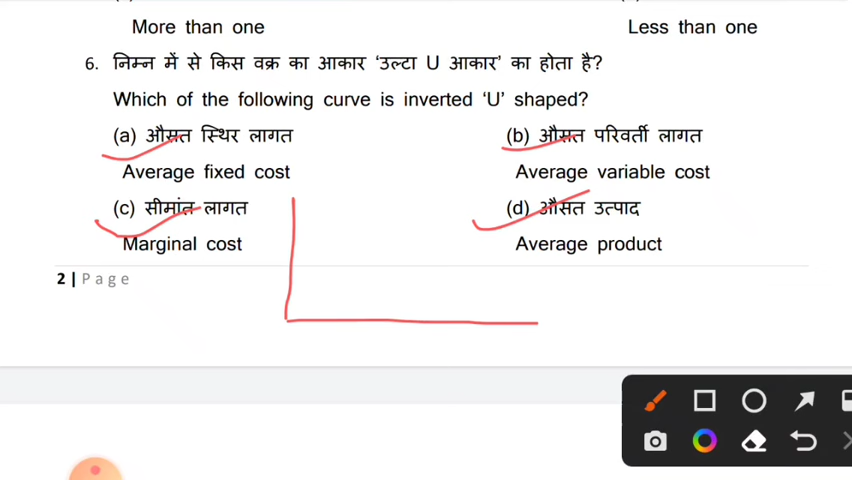 More than one Less than one
6. निम्न में से किस वक्र का आकार ‘उल्टा U आकार’ का होता है?
Which of the following curve is inverted ‘U’ shaped?
(a) औसत स्थिर लागत (b) औसत परिवर्ती लागत
Average fixed cost Average variable cost
(c) सीमांत लागत (d) औसत उत्पाद
Marginal cost Average product
2 | Page